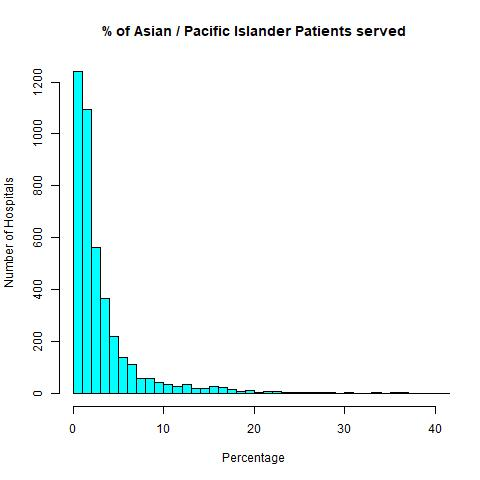 % of Asian / Pacific Islander Patients served
Number of Hospitals
1200
1000
800
600
400
200
0
0 10 20 30 40
Percentage